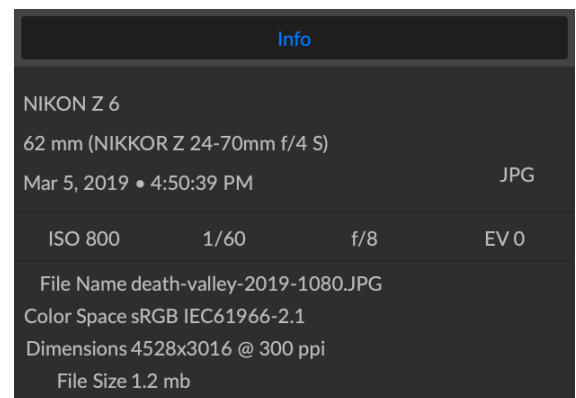 Info
NIKON Z 6
62 mm (NIKKOR Z 24-70mm f/4 S)
Mar 5, 2019 • 4:50:39 PM JPG
ISO 800 1/60 f/8 EV 0
File Name death-valley-2019-1080.JPG
Color Space sRGB IEC61966-2.1
Dimensions 4528x3016 @ 300 ppi
File Size 1.2 mb